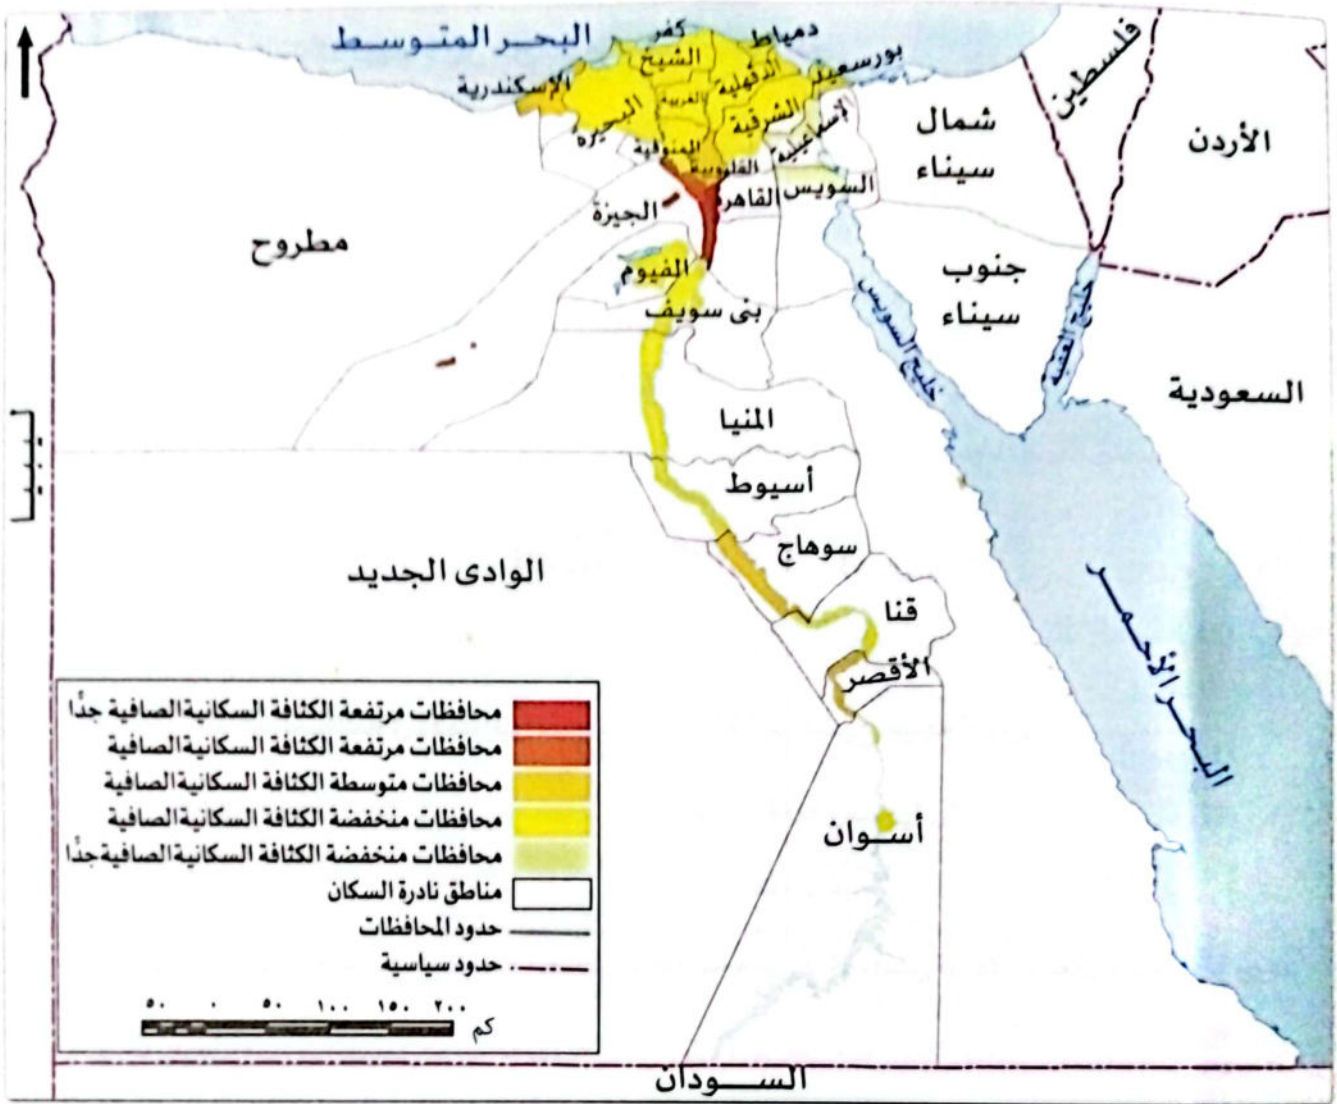 البحر المتوسط
كفر
الشيخ
دمياط
بورسعيد
الدقهلية
الإسكندرية
البحيرة
الغربية
الشرقية
الإسماعيلية
المنوفية
القليوبية
القاهرة
السويس
الجيزة
مطروح
الفيوم
بنى سويف
شمال
سيناء
جنوب
سيناء
فلسطين
الأردن
السعودية
خليج السويس
خليج العقبة
البحر الأحمر
ليبيا
المنيا
أسيوط
سوهاج
قنا
الأقصر
أسوان
الوادى الجديد
السودان
محافظات مرتفعة الكثافة السكانية الصافية جدًّا
محافظات مرتفعة الكثافة السكانية الصافية
محافظات متوسطة الكثافة السكانية الصافية
محافظات منخفضة الكثافة السكانية الصافية
محافظات منخفضة الكثافة السكانية الصافية جدًّا
مناطق نادرة السكان
حدود المحافظات
حدود سياسية
٥٠ ٠ ٥٠ ١٠٠ ١٥٠ ٢٠٠
كم